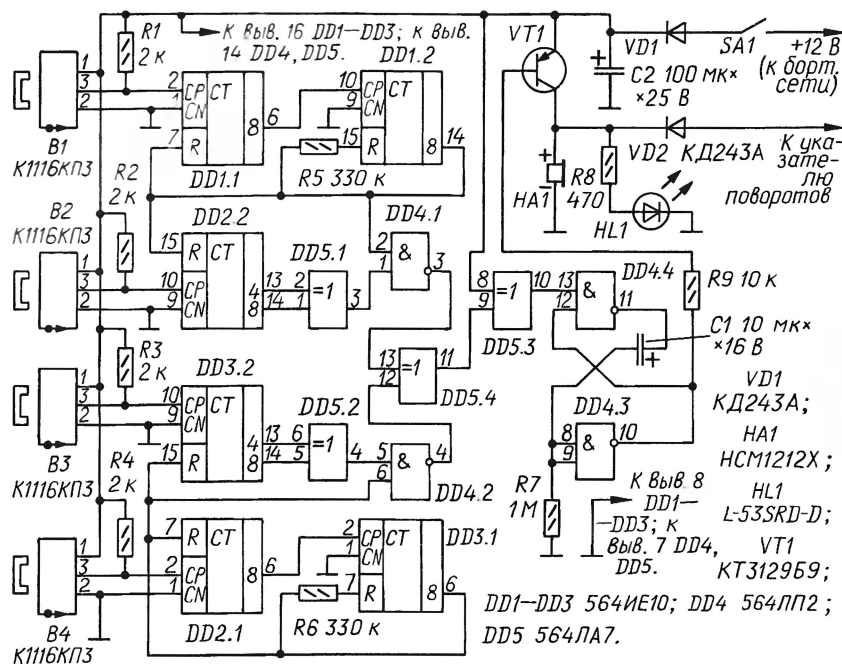 R1
2 к
К выв. 16 DD1—DD3; к выв.
14 DD4, DD5.
VT1
VD1
SA1
+12 В
(к борт.
сети)
C2 100 мк×
×25 В
1
3
2
B1
К1116КП3
2
1
7
CP
CN
R
CT
8
6
DD1.1
DD1.2
10
9
15
CP
CN
R
CT
8
14
R5 330 к
HA1
R8
470
VD2 КД243А
К ука-
зате-
лю
поворотов
HL1
R2
2 к
B2
К1116КП3
1
3
2
DD2.2
15
10
9
R
CP
CN
CT
4
8
13
14
DD5.1
2
1
=1
3
DD4.1
2
1
&
3
8
9
=1
10
DD5.3
DD4.4
13
12
&
11
R9 10 к
C1 10 мк×
×16 В
R3
2 к
1
3
2
B3
К1116КП3
DD3.2
10
9
15
CP
CN
R
CT
4
8
13
14
DD5.2
6
5
=1
4
13
12
=1
11
DD5.4
5
6
&
4
DD4.2
DD4.3
8
9
&
10
R7
1М
К выв. 8
DD1—
—DD3; к
выв. 7 DD4,
DD5.
VD1
КД243А;
HA1
HCM1212X;
HL1
L-53SRD-D;
VT1
КТ3129Б9;
R4
2 к
1
3
2
B4
К1116КП3
7
2
1
R
CP
CN
CT
8
6
DD2.1
DD3.1
2
1
7
CP
CN
R
CT
8
6
R6 330 к
DD1—DD3 564ИЕ10; DD4 564ЛП2;
DD5 564ЛА7.